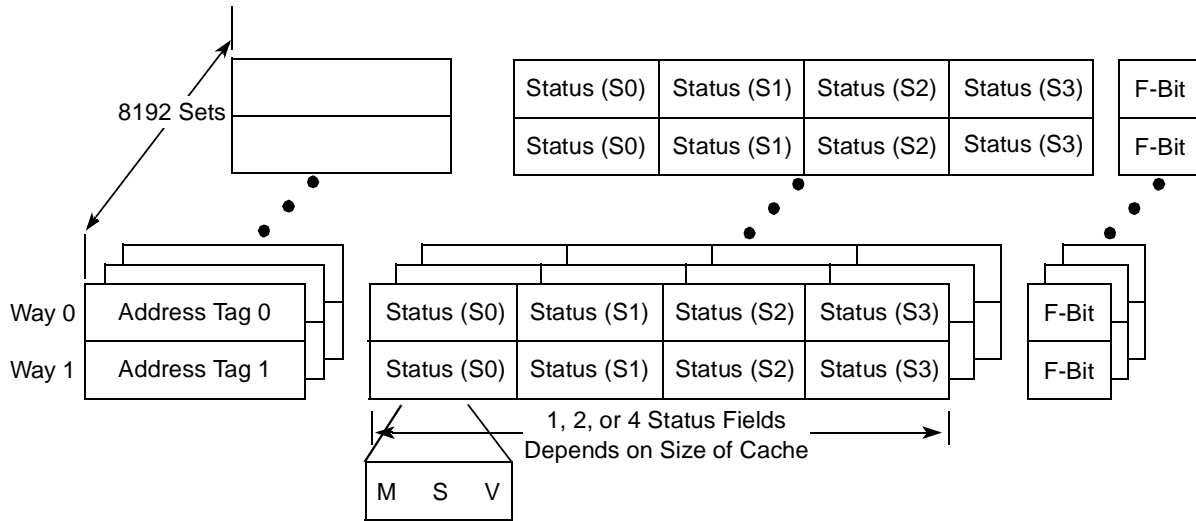 8192 Sets
Status (S0) Status (S1) Status (S2) Status (S3) F-Bit
Status (S0) Status (S1) Status (S2) Status (S3) F-Bit
Way 0 Address Tag 0 Status (S0) Status (S1) Status (S2) Status (S3) F-Bit
Way 1 Address Tag 1 Status (S0) Status (S1) Status (S2) Status (S3) F-Bit
1, 2, or 4 Status Fields
Depends on Size of Cache
M S V